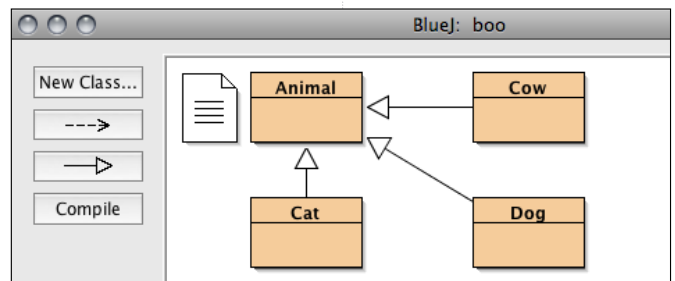 BlueJ: boo
New Class...
Compile
Animal
Cow
Cat
Dog